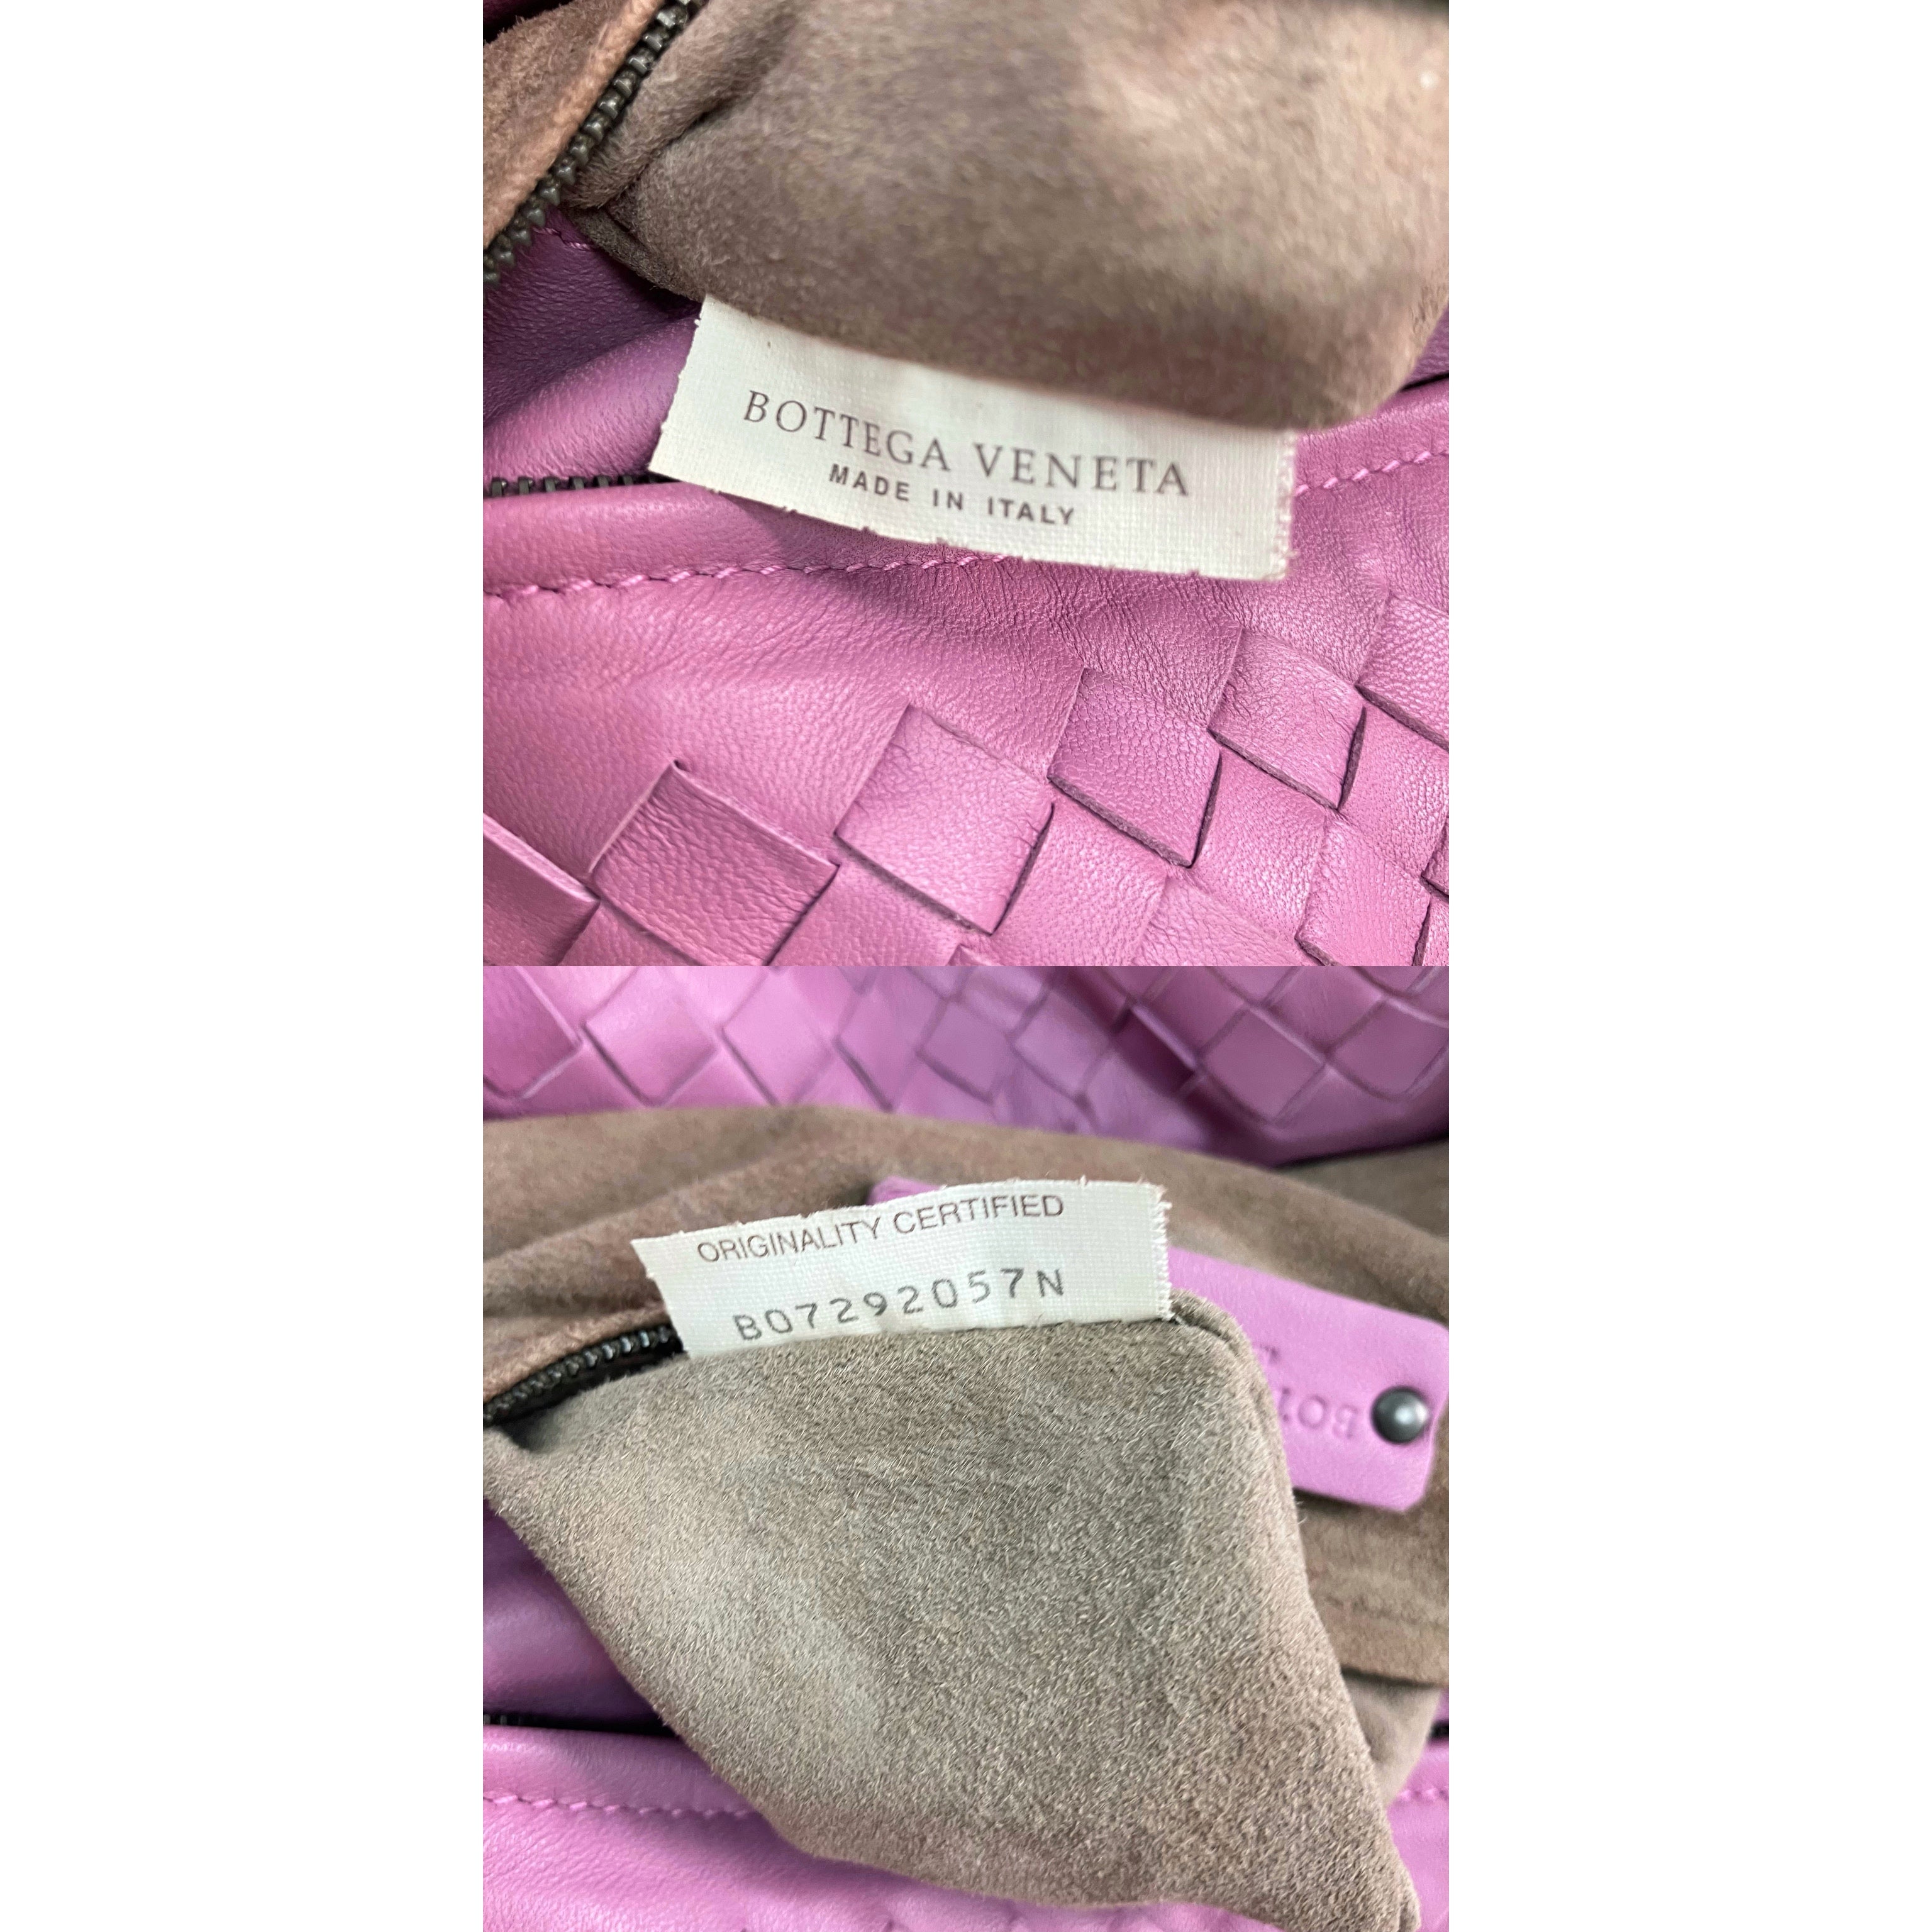 BOTTEGA VENETA
MADE IN ITALY
ORIGINALITY CERTIFIED
B07292057N